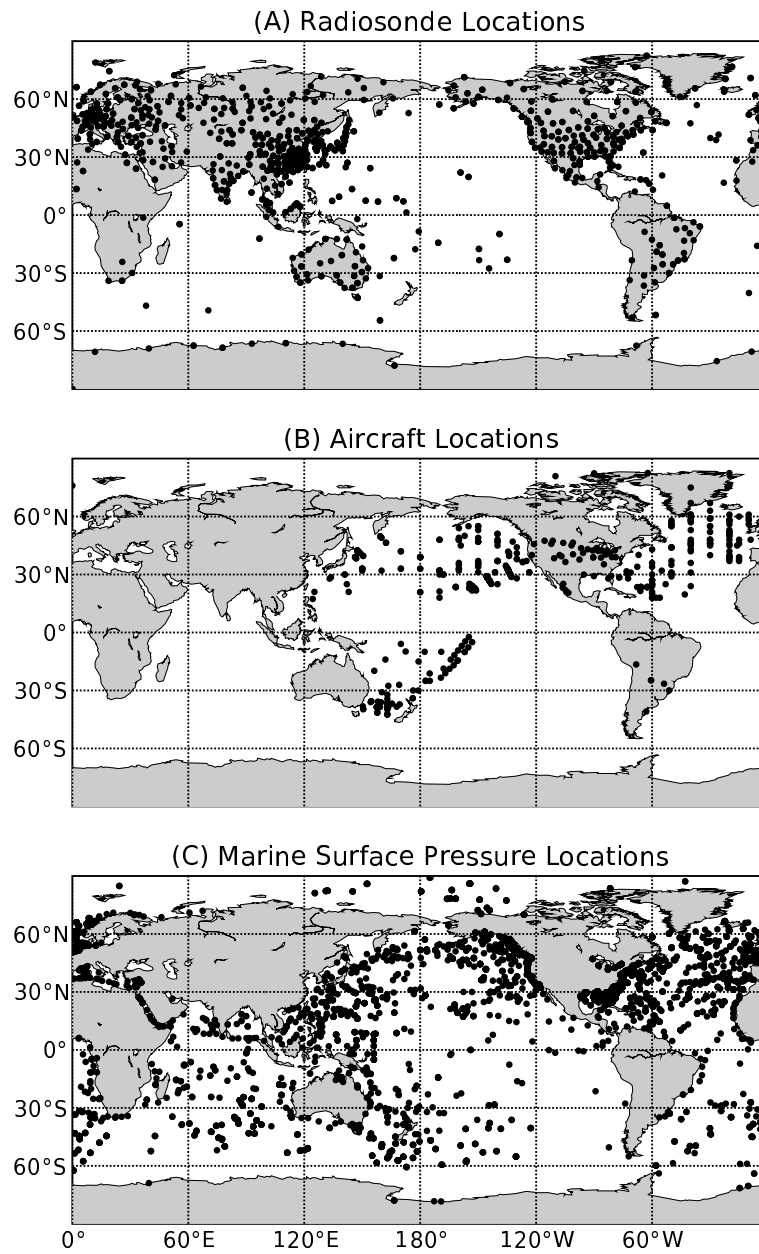 (A) Radiosonde Locations
60°N
30°N
0°
30°S
60°S
(B) Aircraft Locations
60°N
30°N
0°
30°S
60°S
(C) Marine Surface Pressure Locations
60°N
30°N
0°
30°S
60°S
0° 60°E 120°E 180° 120°W 60°W